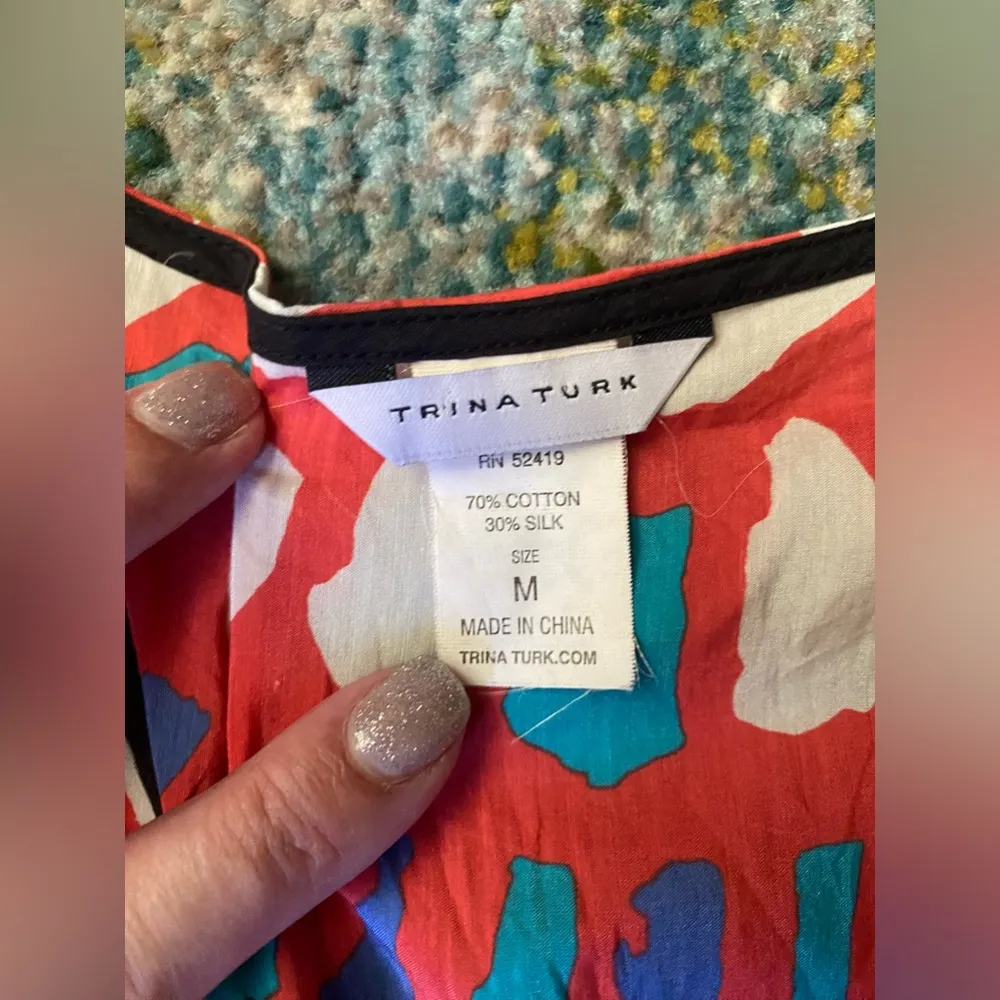 TRINA TURK
RN 52419
70% COTTON
30% SILK
SIZE
M
MADE IN CHINA
TRINA TURK.COM